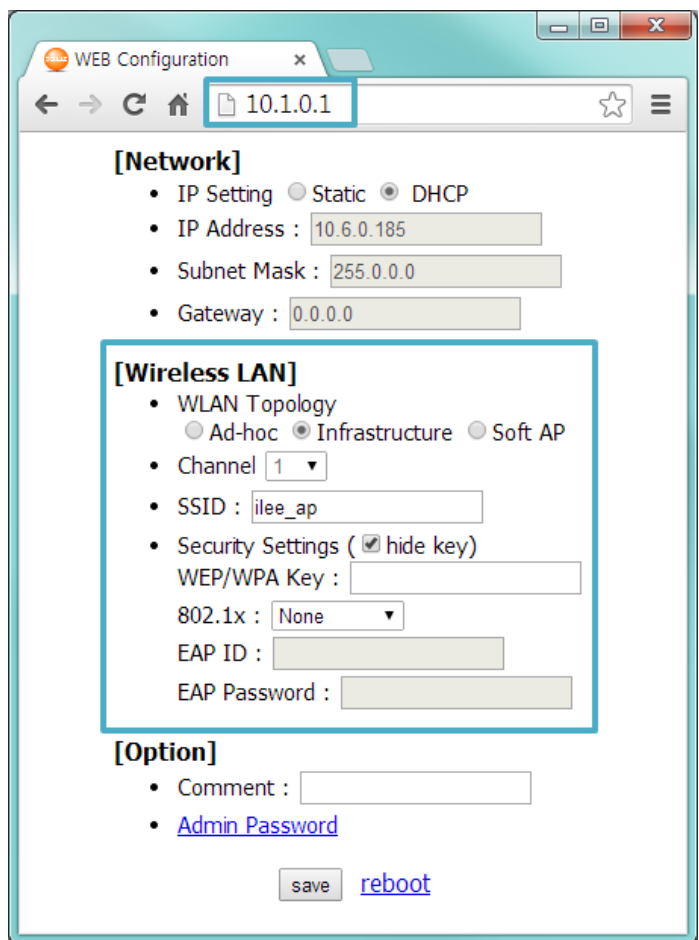 WEB Configuration
10.1.0.1
[Network]
• IP Setting Static DHCP
• IP Address : 10.6.0.185
• Subnet Mask : 255.0.0.0
• Gateway : 0.0.0.0
[Wireless LAN]
• WLAN Topology
Ad-hoc Infrastructure Soft AP
• Channel 1
• SSID : ilee_ap
• Security Settings ( hide key)
WEP/WPA Key :
802.1x : None
EAP ID :
EAP Password :
[Option]
• Comment :
• Admin Password
save reboot